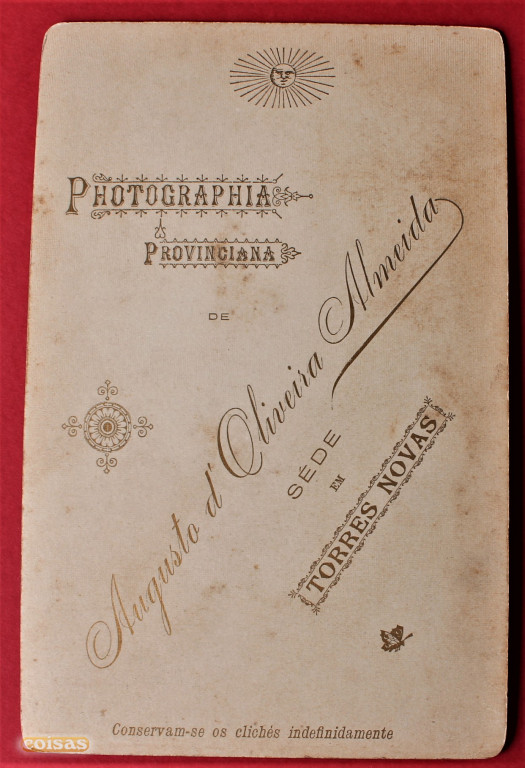 PHOTOGRAPHIA
PROVINCIANA
DE
Augusto d'Oliveira Almeida
SÉDE
EM
TORRES NOVAS
Conservam-se os clichés indefinidamente
coisas